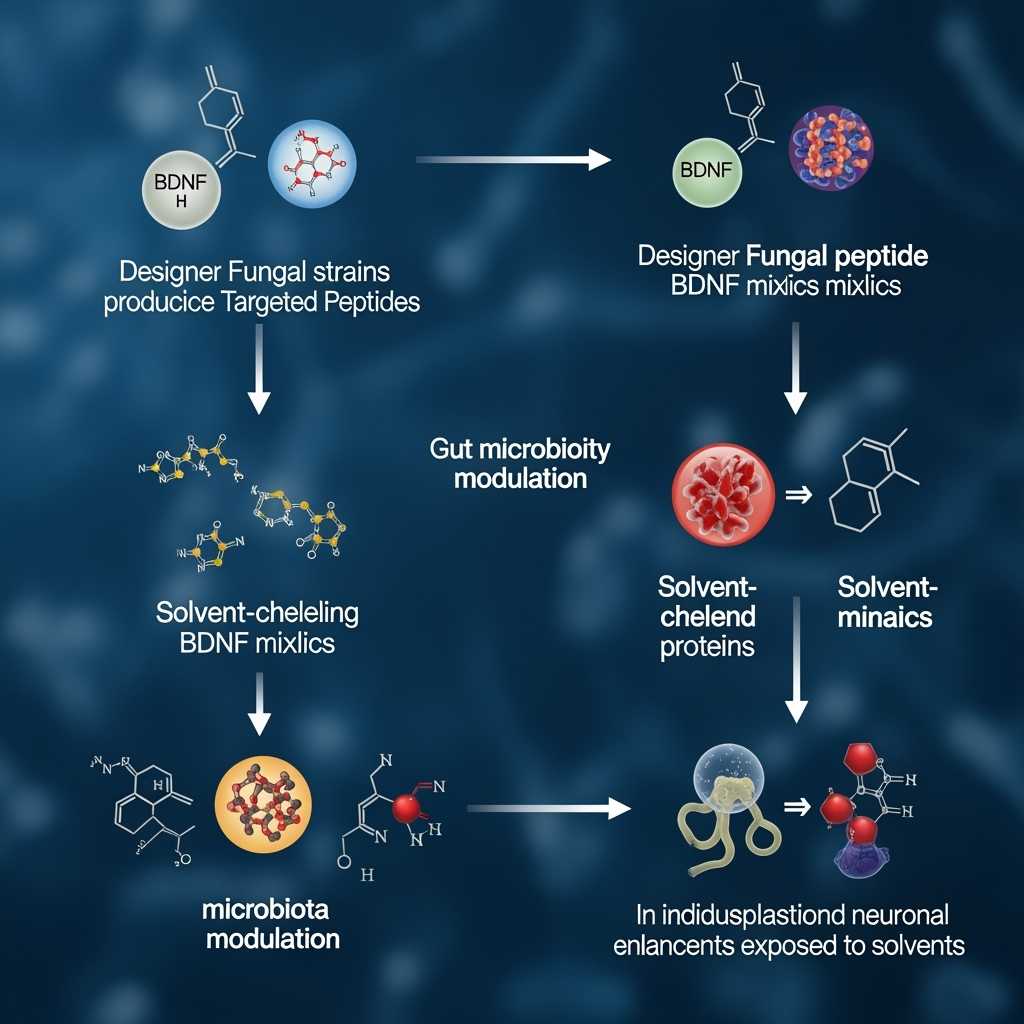 BDNF
H
BDNF
Designer Fungal strains
producice Targeted Peptides
Designer Fungal peptide
BDNF mixlics mixlics
Gut microbioity
modulation
Solvent-cheleling
BDNF mixlics
Solvent-
chelend
proteins
Solvent-
minaics
N N
H
O
N
N
N
H
O
H
H
H
microbiota
modulation
In indidusplastiond neuronal
enlancents exposed to solvents